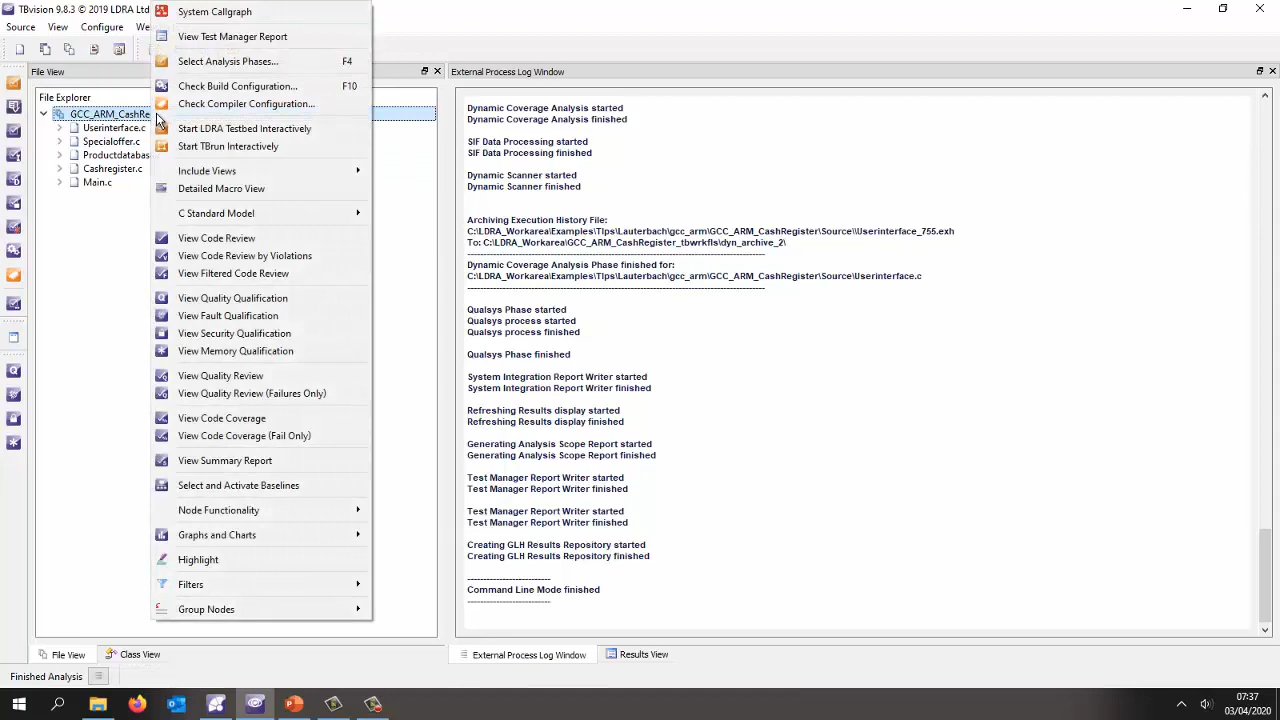 TBvision 9.8.3 © 2019 LDRA Ltd
Source View Configure We
File View
File Explorer
GCC_ARM_CashRe
Userinterface.c
Specialoffer.c
Productdatabas
Cashregister.c
Main.c
System Callgraph
View Test Manager Report
Select Analysis Phases... F4
Check Build Configuration... F10
Check Compiler Configuration...
Start LDRA Testbed Interactively
Start TBrun Interactively
Include Views
Detailed Macro View
C Standard Model
View Code Review
View Code Review by Violations
View Filtered Code Review
View Quality Qualification
View Fault Qualification
View Security Qualification
View Memory Qualification
View Quality Review
View Quality Review (Failures Only)
View Code Coverage
View Code Coverage (Fail Only)
View Summary Report
Select and Activate Baselines
Node Functionality
Graphs and Charts
Highlight
Filters
Group Nodes
External Process Log Window
Dynamic Coverage Analysis started
Dynamic Coverage Analysis finished
SIF Data Processing started
SIF Data Processing finished
Dynamic Scanner started
Dynamic Scanner finished
Archiving Execution History File:
C:\LDRA_Workarea\Examples\Tlps\Lauterbach\gcc_arm\GCC_ARM_CashRegister\Source\\Userinterface_755.exh
To: C:\LDRA_Workarea\GCC_ARM_CashRegister_tbwrkfls\dyn_archive_2\
Dynamic Coverage Analysis Phase finished for:
C:\LDRA_Workarea\Examples\Tlps\Lauterbach\gcc_arm\GCC_ARM_CashRegister\Source\Userinterface.c
Qualsys Phase started
Qualsys process started
Qualsys process finished
Qualsys Phase finished
System Integration Report Writer started
System Integration Report Writer finished
Refreshing Results display started
Refreshing Results display finished
Generating Analysis Scope Report started
Generating Analysis Scope Report finished
Test Manager Report Writer started
Test Manager Report Writer finished
Test Manager Report Writer started
Test Manager Report Writer finished
Creating GLH Results Repository started
Creating GLH Results Repository finished
Command Line Mode finished
File View Class View
External Process Log Window Results View
Finished Analysis
07:37
03/04/2020